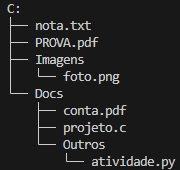 C:
├── nota.txt
├── PROVA.pdf
├── Imagens
│   └── foto.png
└── Docs
    ├── conta.pdf
    ├── projeto.c
    └── Outros
        └── atividade.py